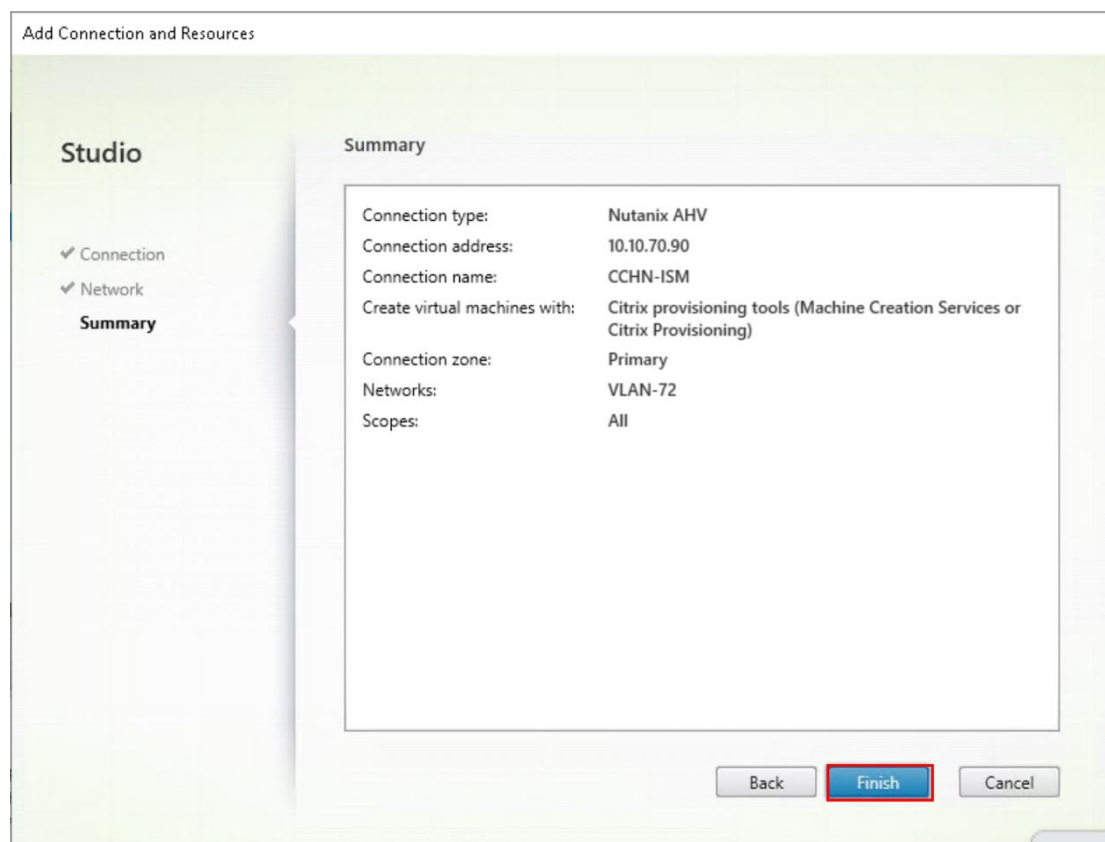 Add Connection and Resources
Studio
Connection
Network
Summary
Summary
Connection type: Nutanix AHV
Connection address: 10.10.70.90
Connection name: CCHN-ISM
Create virtual machines with: Citrix provisioning tools (Machine Creation Services or
Citrix Provisioning)
Connection zone: Primary
Networks: VLAN-72
Scopes: All
Back Finish Cancel